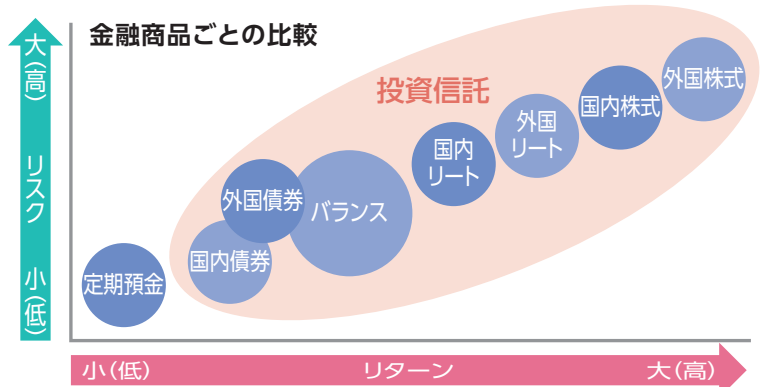 金融商品ごとの比較
大(高)
リスク
小(低)
投資信託
外国株式
国内株式
外国
リート
国内
リート
外国債券
バランス
国内債券
定期預金
小(低)
リターン
大(高)